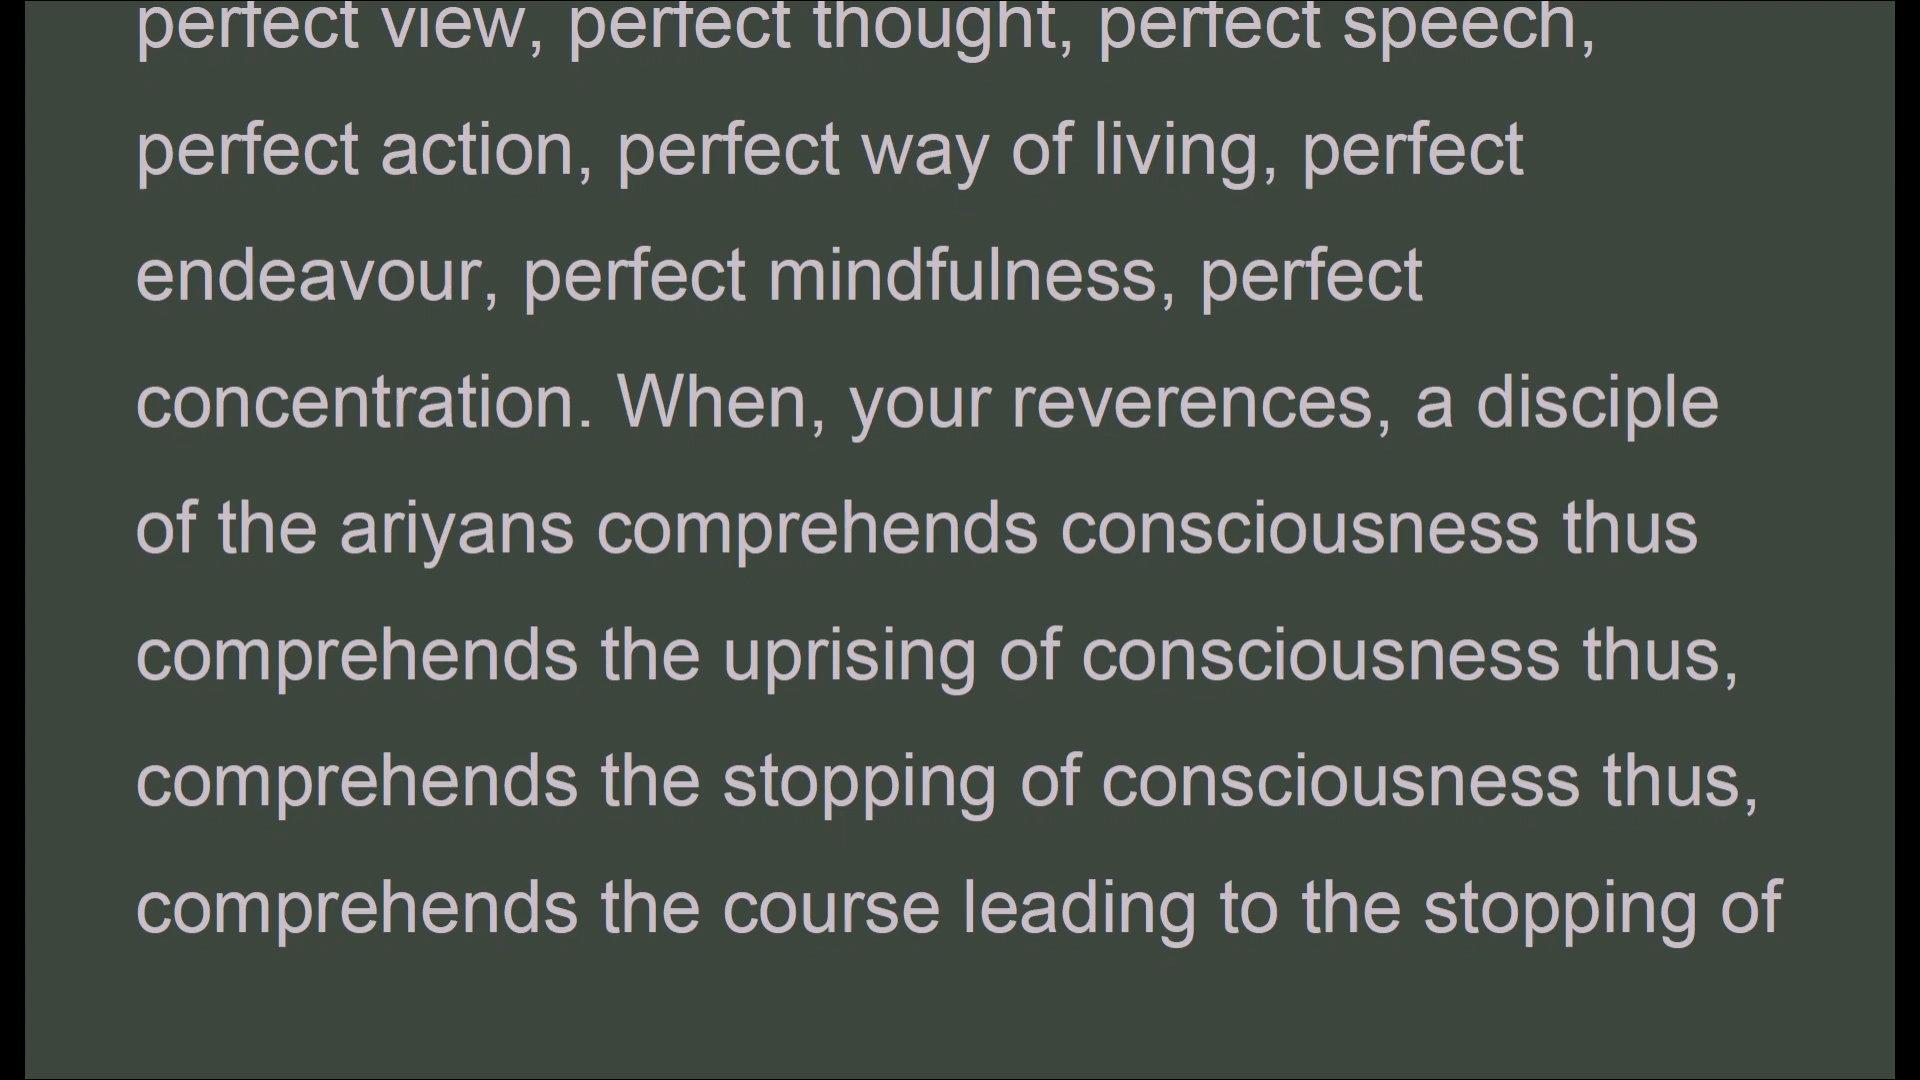 perfect view, perfect thought, perfect speech,
perfect action, perfect way of living, perfect
endeavour, perfect mindfulness, perfect
concentration. When, your reverences, a disciple
of the ariyans comprehends consciousness thus
comprehends the uprising of consciousness thus,
comprehends the stopping of consciousness thus,
comprehends the course leading to the stopping of